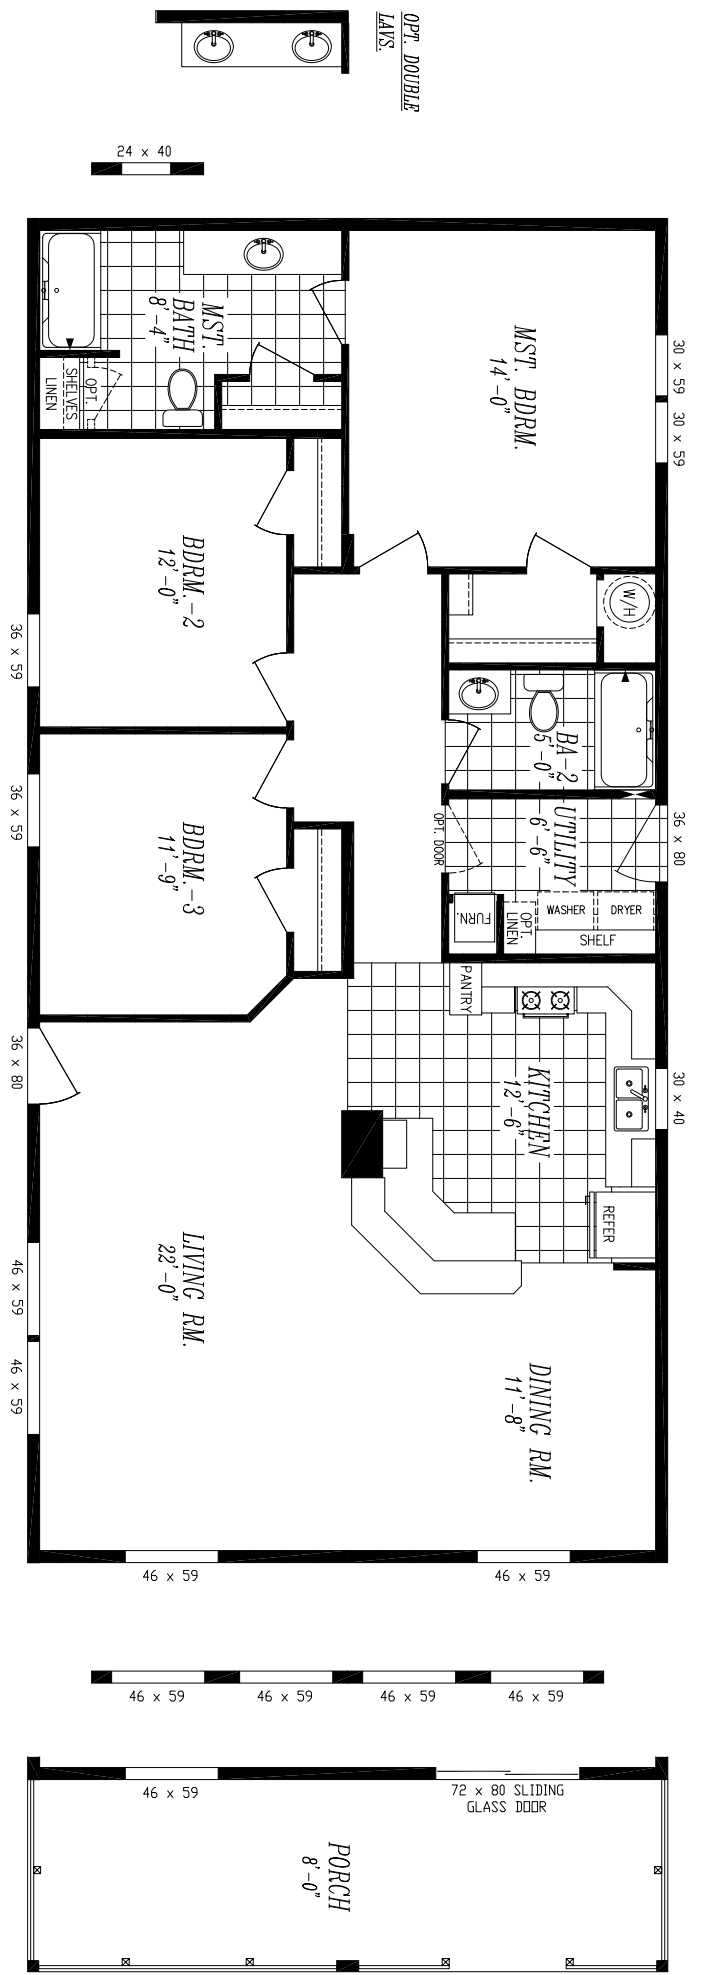 OPT. DOUBLE
LAVS.
24 x 40
MST.
BATH
8'-4"
OPT.
SHELVES
LINEN
MST. BDRM.
14'-0"
30 x 59
30 x 59
BDRM.-2
12'-0"
36 x 59
W/H
BA-2
5'-0"
BDRM.-3
11'-9"
36 x 59
OPT. DOOR
UTILITY
6'-6"
36 x 80
FURN.
OPT.
LINEN
WASHER
DRYER
SHELF
PANTRY
KITCHEN
12'-6"
30 x 40
REFER
36 x 80
LIVING RM.
22'-0"
46 x 59
46 x 59
DINING RM.
11'-8"
46 x 59
46 x 59
46 x 59
46 x 59
46 x 59
46 x 59
46 x 59
72 x 80 SLIDING
GLASS DOOR
PORCH
8'-0"